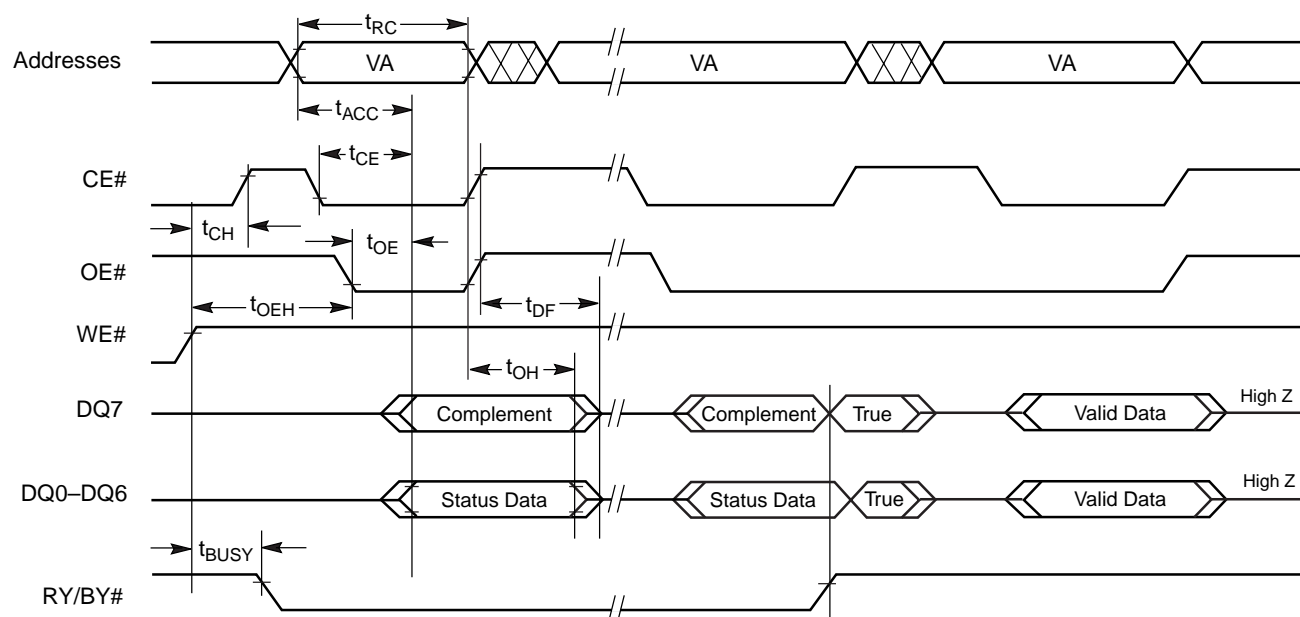 tRC
Addresses VA VA VA
tACC
tCE
CE#
tCH tOE
OE#
tOEH tDF
WE#
tOH
DQ7 Complement Complement True Valid Data High Z
DQ0–DQ6 Status Data Status Data True Valid Data High Z
tBUSY
RY/BY#